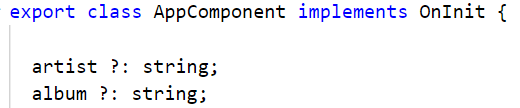 export class AppComponent implements OnInit {
artist ?: string;
album ?: string;